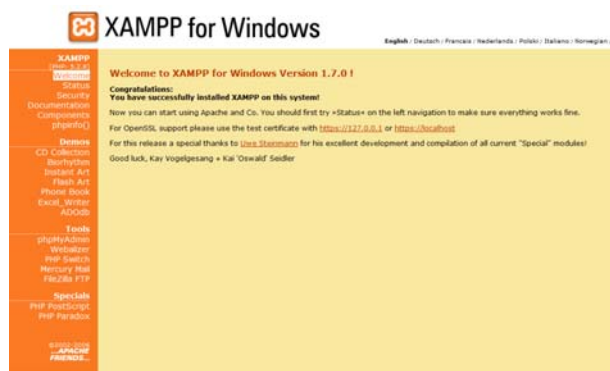 XAMPP for Windows
English / Deutsch / Francais / Nederlands / Polski / Italiano / Norwegian /
XAMPP
Welcome
Status
Security
Documentation
Components
phpinfo()
Demos
CD Collection
Biorhythm
Instant Art
Flash Art
Phone Book
Excel_Writer
ADOdb
Tools
phpMyAdmin
Webalizer
PHP Switch
Mercury Mail
FileZilla FTP
Specials
PHP PostScript
PHP Paradox
...APACHE
FRIENDS...
Welcome to XAMPP for Windows Version 1.7.0 !
Congratulations:
You have successfully installed XAMPP on this system!
Now you can start using Apache and Co. You should first try »Status« on the left navigation to make sure everything works fine.
For OpenSSL support please use the test certificate with https://127.0.0.1 or https://localhost
For this release a special thanks to Uwe Steinmann for his excellent development and compilation of all current "Special" modules!
Good luck, Kay Vogelgesang + Kai 'Oswald' Seidler